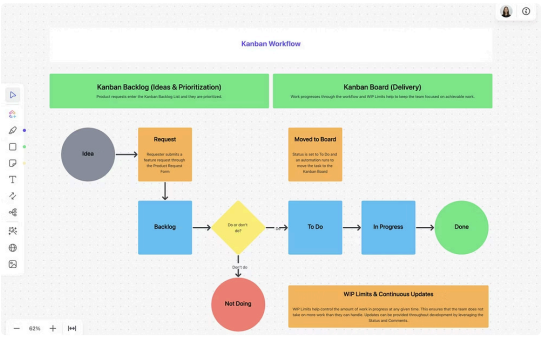 Kanban Workflow
Kanban Backlog (Ideas & Prioritization)
Product requests enter the Kanban Backlog List and they are prioritized.
Kanban Board (Delivery)
Work progresses through the workflow and WIP Limits help to keep the team focused on achievable work.
Idea
Request
Requester submits a
feature request through
the Product Request
Form
Moved to Board
Status is set to To Do and
an automation runs to
move the task to the
Kanban Board
Backlog
Do or don't
do?
To Do
In Progress
Done
Don't do
Not Doing
WIP Limits & Continuous Updates
WIP Limits help control the amount of work in progress at any given time. This ensures that the team does not
take on more work than they can handle. Updates can be provided throughout development by leveraging the
Status and Comments.
T
62%